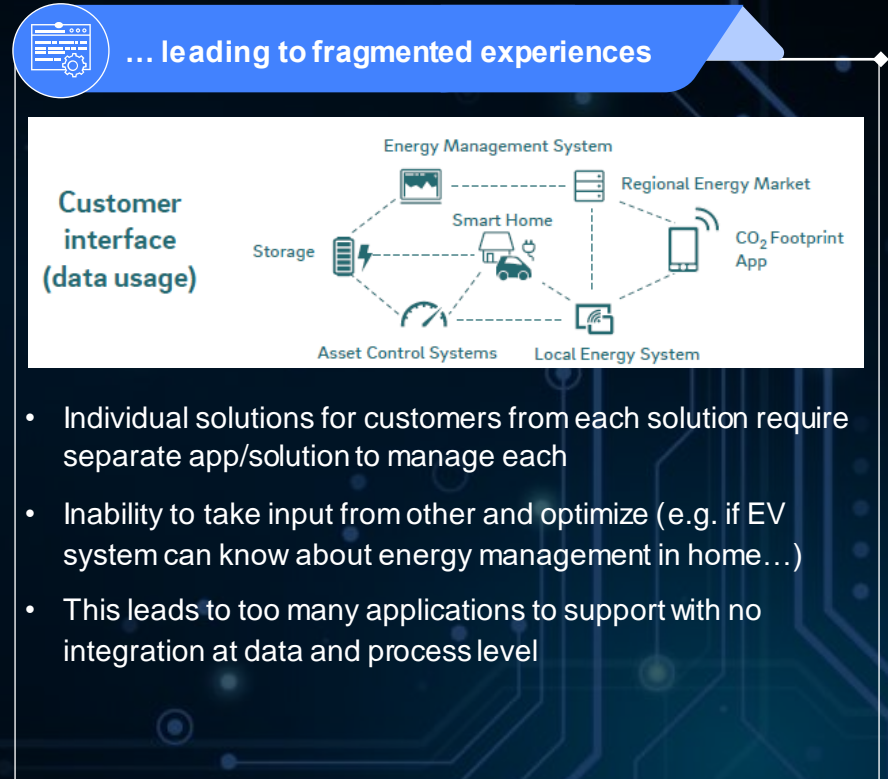 … leading to fragmented experiences
Customer
interface
(data usage)
Energy Management System
Regional Energy Market
Smart Home
Storage
CO₂ Footprint
App
Asset Control Systems
Local Energy System
• Individual solutions for customers from each solution require
separate app/solution to manage each
• Inability to take input from other and optimize (e.g. if EV
system can know about energy management in home…)
• This leads to too many applications to support with no
integration at data and process level